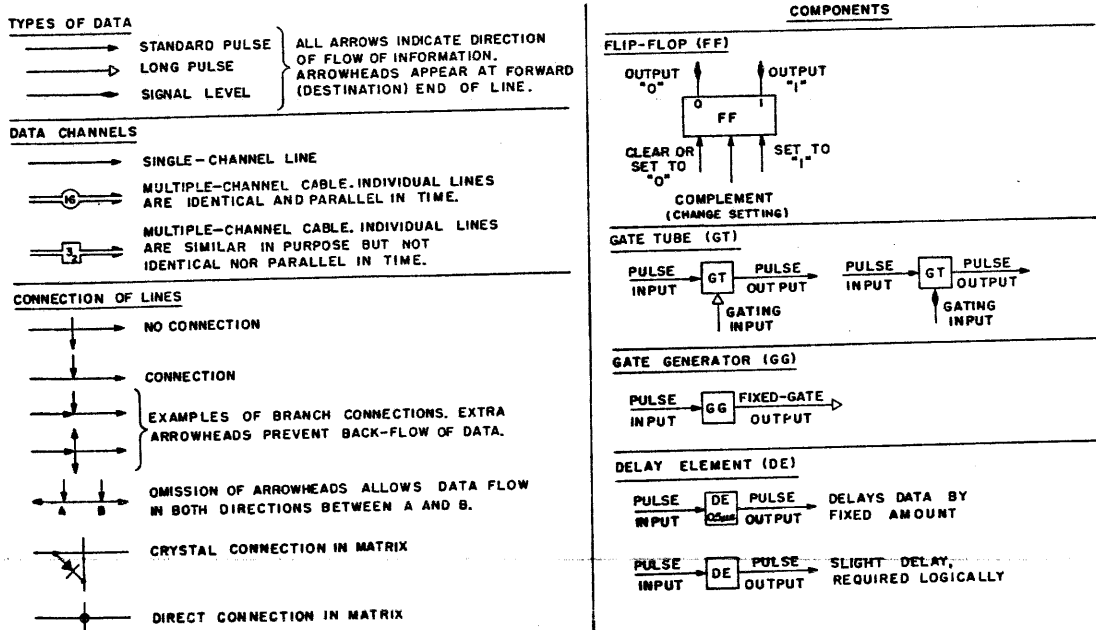 TYPES OF DATA
STANDARD PULSE
LONG PULSE
SIGNAL LEVEL
ALL ARROWS INDICATE DIRECTION
OF FLOW OF INFORMATION.
ARROWHEADS APPEAR AT FORWARD
(DESTINATION) END OF LINE.
DATA CHANNELS
SINGLE-CHANNEL LINE
16
MULTIPLE-CHANNEL CABLE. INDIVIDUAL LINES
ARE IDENTICAL AND PARALLEL IN TIME.
32
MULTIPLE-CHANNEL CABLE. INDIVIDUAL LINES
ARE SIMILAR IN PURPOSE BUT NOT
IDENTICAL NOR PARALLEL IN TIME.
CONNECTION OF LINES
NO CONNECTION
CONNECTION
EXAMPLES OF BRANCH CONNECTIONS. EXTRA
ARROWHEADS PREVENT BACK-FLOW OF DATA.
A B
OMISSION OF ARROWHEADS ALLOWS DATA FLOW
IN BOTH DIRECTIONS BETWEEN A AND B.
CRYSTAL CONNECTION IN MATRIX
DIRECT CONNECTION IN MATRIX
COMPONENTS
FLIP-FLOP (FF)
OUTPUT
"0"
OUTPUT
"1"
0 1
FF
CLEAR OR
SET TO
"0"
SET TO
"1"
COMPLEMENT
(CHANGE SETTING)
GATE TUBE (GT)
PULSE
INPUT
GT
PULSE
OUTPUT
GATING
INPUT
PULSE
INPUT
GT
PULSE
OUTPUT
GATING
INPUT
GATE GENERATOR (GG)
PULSE
INPUT
GG
FIXED-GATE
OUTPUT
DELAY ELEMENT (DE)
PULSE
INPUT
DE
PULSE
OUTPUT
DELAYS DATA BY
FIXED AMOUNT
PULSE
INPUT
DE
PULSE
OUTPUT
SLIGHT DELAY,
REQUIRED LOGICALLY